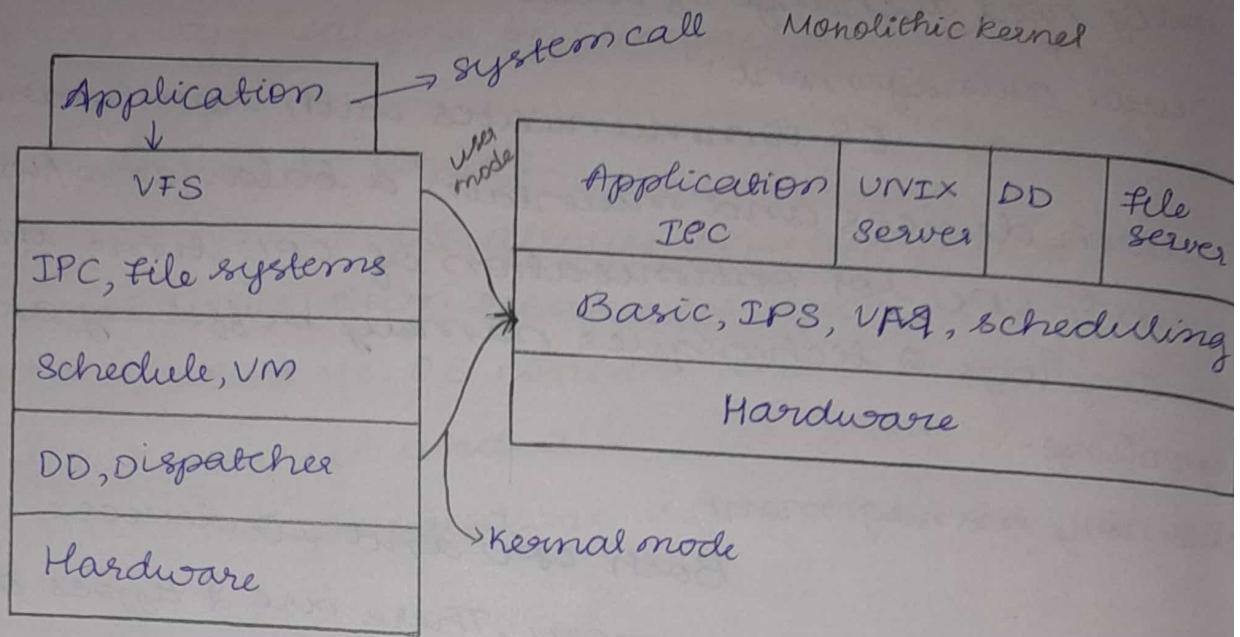 System call Monolithic kernel
Application
VFS
IPC, file systems
Schedule, VM
DD, Dispatcher
Hardware
user
mode
Kernal mode
Application UNIX DD file
IPC server server
Basic, IPS, , scheduling
Hardware